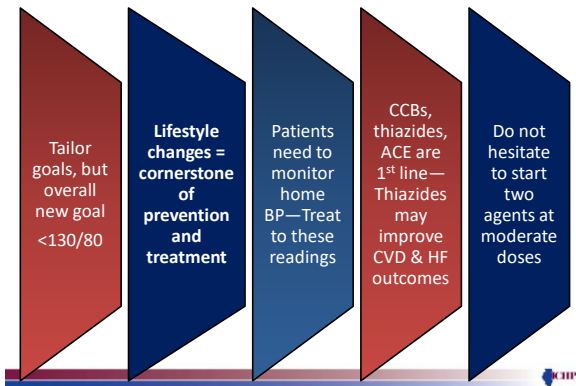 Tailor
goals, but
overall
new goal
<130/80
Lifestyle
changes =
cornerstone
of
prevention
and
treatment
Patients
need to
monitor
home
BP—Treat
to these
readings
CCBs,
thiazides,
ACE are
1st line—
Thiazides
may
improve
CVD & HF
outcomes
Do not
hesitate
to start
two
agents at
moderate
doses
ICHP